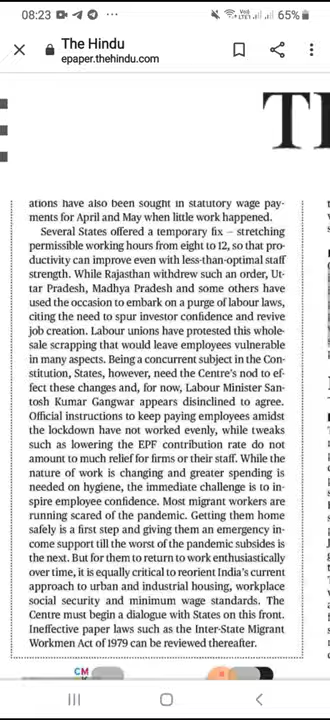 08:23
65%
The Hindu
epaper.thehindu.com
ations have also been sought in statutory wage pay-
ments for April and May when little work happened.
Several States offered a temporary fix – stretching
permissible working hours from eight to 12, so that pro-
ductivity can improve even with less-than-optimal staff
strength. While Rajasthan withdrew such an order, Ut-
tar Pradesh, Madhya Pradesh and some others have
used the occasion to embark on a purge of labour laws,
citing the need to spur investor confidence and revive
job creation. Labour unions have protested this whole-
sale scrapping that would leave employees vulnerable
in many aspects. Being a concurrent subject in the Con-
stitution, States, however, need the Centre's nod to ef-
fect these changes and, for now, Labour Minister San-
tosh Kumar Gangwar appears disinclined to agree.
Official instructions to keep paying employees amidst
the lockdown have not worked evenly, while tweaks
such as lowering the EPF contribution rate do not
amount to much relief for firms or their staff. While the
nature of work is changing and greater spending is
needed on hygiene, the immediate challenge is to in-
spire employee confidence. Most migrant workers are
running scared of the pandemic. Getting them home
safely is a first step and giving them an emergency in-
come support till the worst of the pandemic subsides is
the next. But for them to return to work enthusiastically
over time, it is equally critical to reorient India's current
approach to urban and industrial housing, workplace
social security and minimum wage standards. The
Centre must begin a dialogue with States on this front.
Ineffective paper laws such as the Inter-State Migrant
Workmen Act of 1979 can be reviewed thereafter.
CM